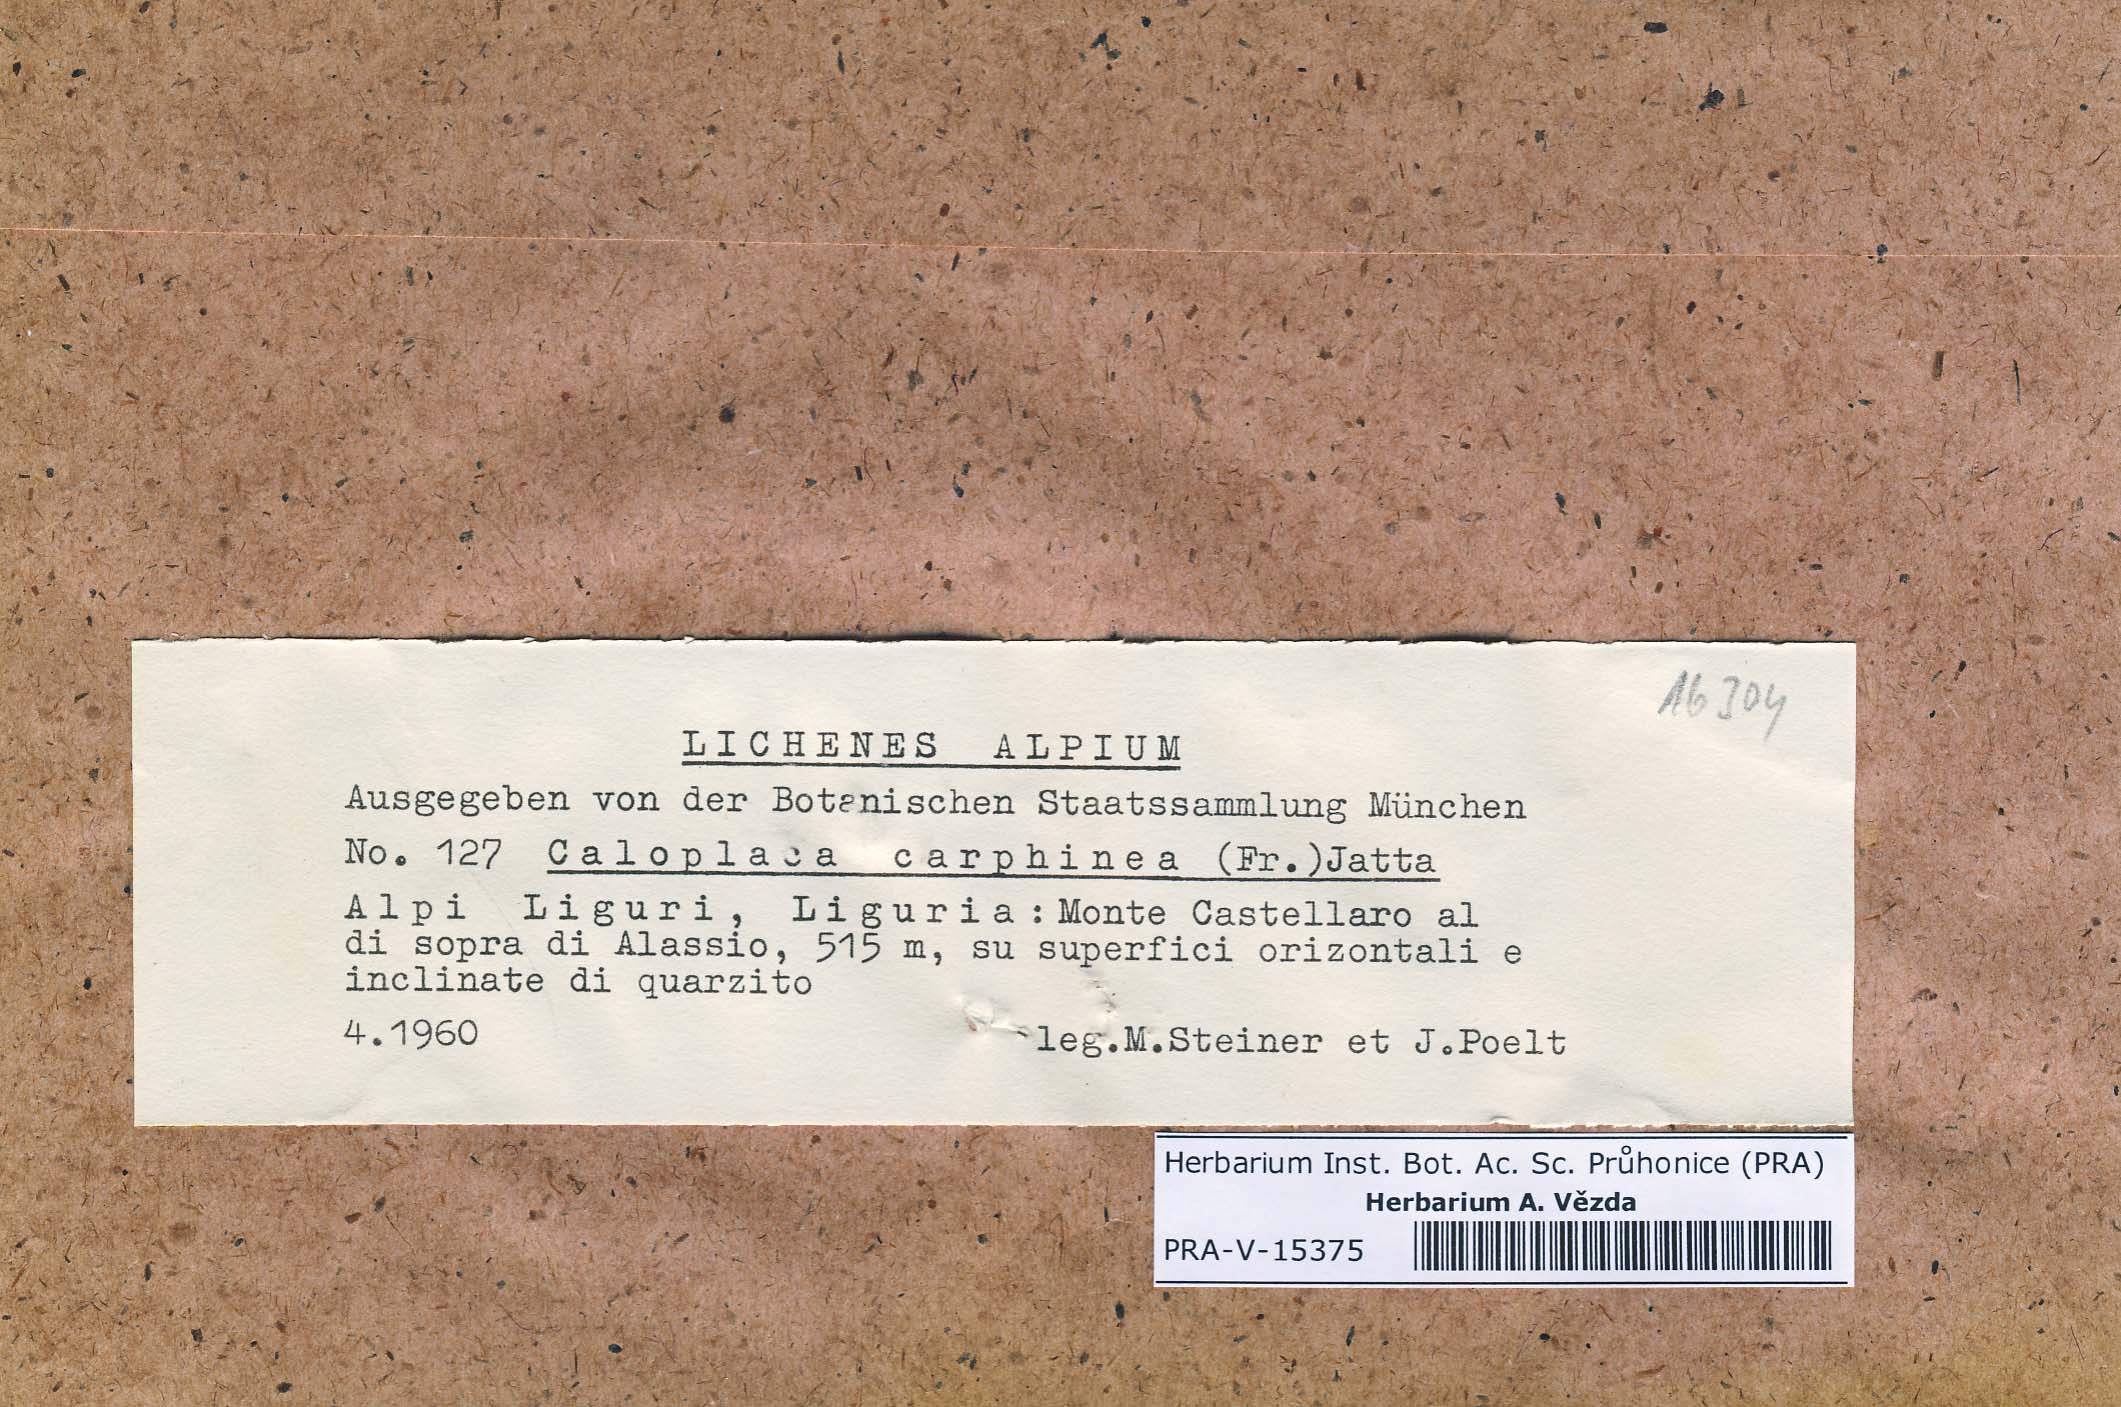 16304
LICHENES ALPIUM
Ausgegeben von der Botanischen Staatssammlung München
No. 127 Caloplaca carphinea (Fr.)Jatta
Alpi Liguri, Liguria: Monte Castellaro al
di sopra di Alassio, 515 m, su superfici orizontali e
inclinate di quarzito
4.1960 leg.M.Steiner et J.Poelt
Herbarium Inst. Bot. Ac. Sc. Průhonice (PRA)
Herbarium A. Vězda
PRA-V-15375